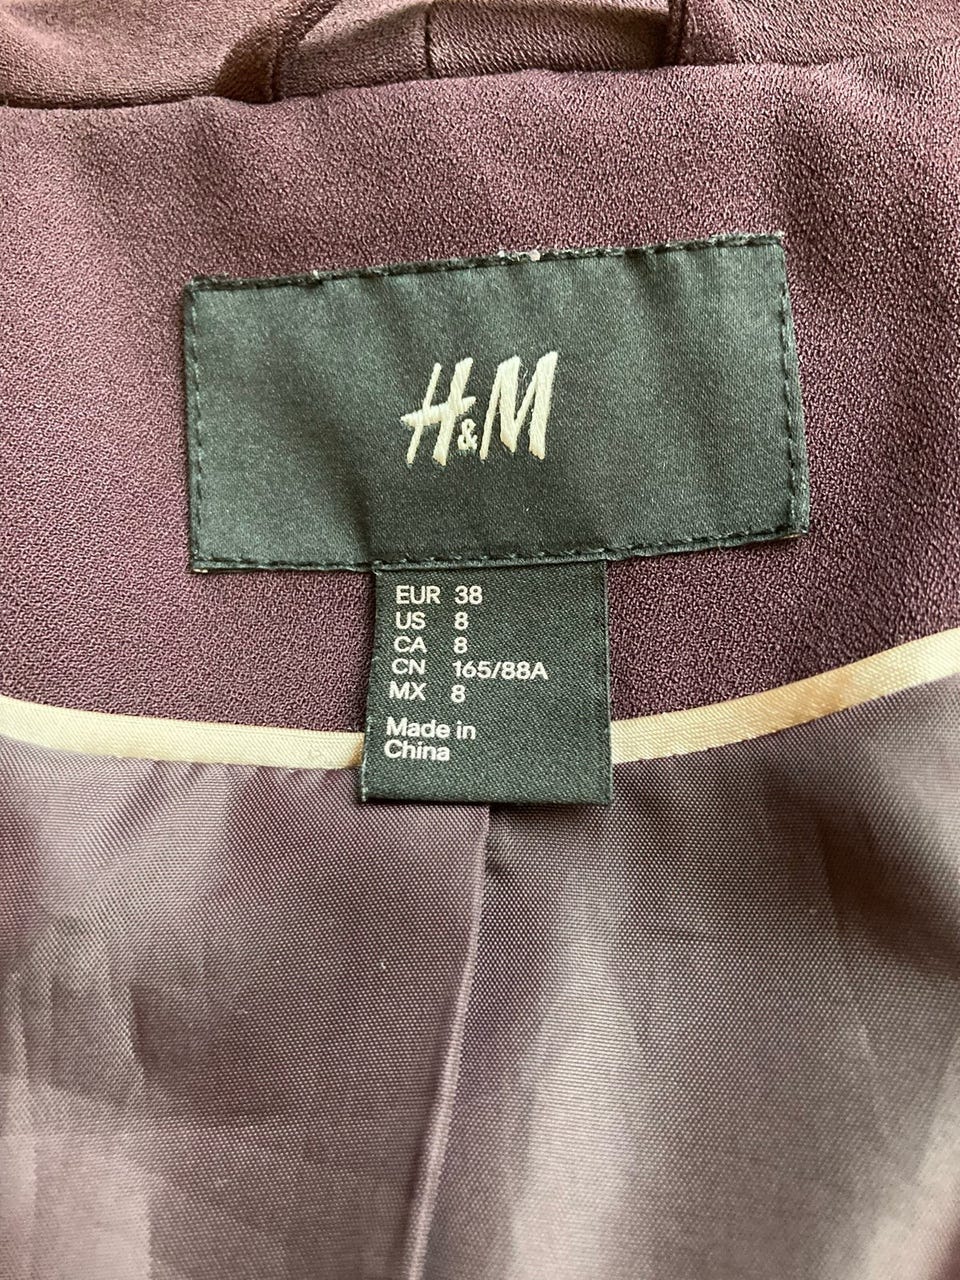 H&M
EUR 38
US 8
CA 8
CN 165/88A
MX 8
Made in
China